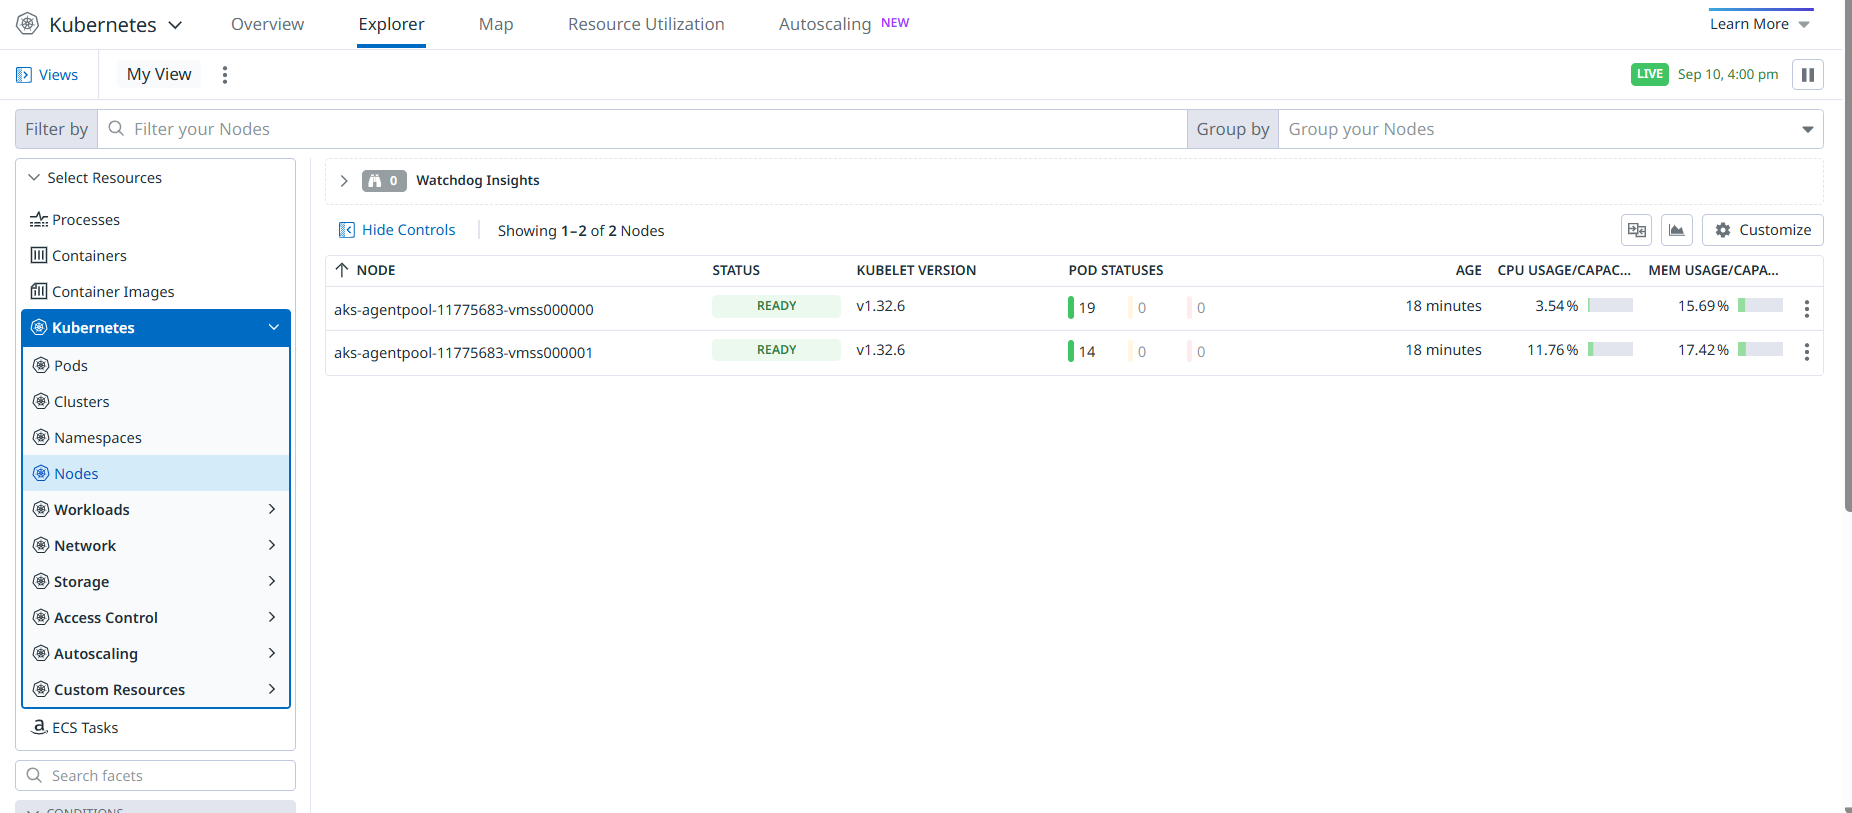 Kubernetes Overview Explorer Map Resource Utilization Autoscaling NEW Learn More
Views My View LIVE Sep 10, 4:00 pm
Filter by Filter your Nodes Group by Group your Nodes
Select Resources
Processes
Containers
Container Images
Kubernetes
Pods
Clusters
Namespaces
Nodes
Workloads
Network
Storage
Access Control
Autoscaling
Custom Resources
ECS Tasks
Search facets
CONDITIONS
0 Watchdog Insights
Hide Controls Showing 1–2 of 2 Nodes Customize
NODE STATUS KUBELET VERSION POD STATUSES AGE CPU USAGE/CAPAC... MEM USAGE/CAPA...
aks-agentpool-11775683-vmss000000 READY v1.32.6 19 0 0 18 minutes 3.54% 15.69%
aks-agentpool-11775683-vmss000001 READY v1.32.6 14 0 0 18 minutes 11.76% 17.42%